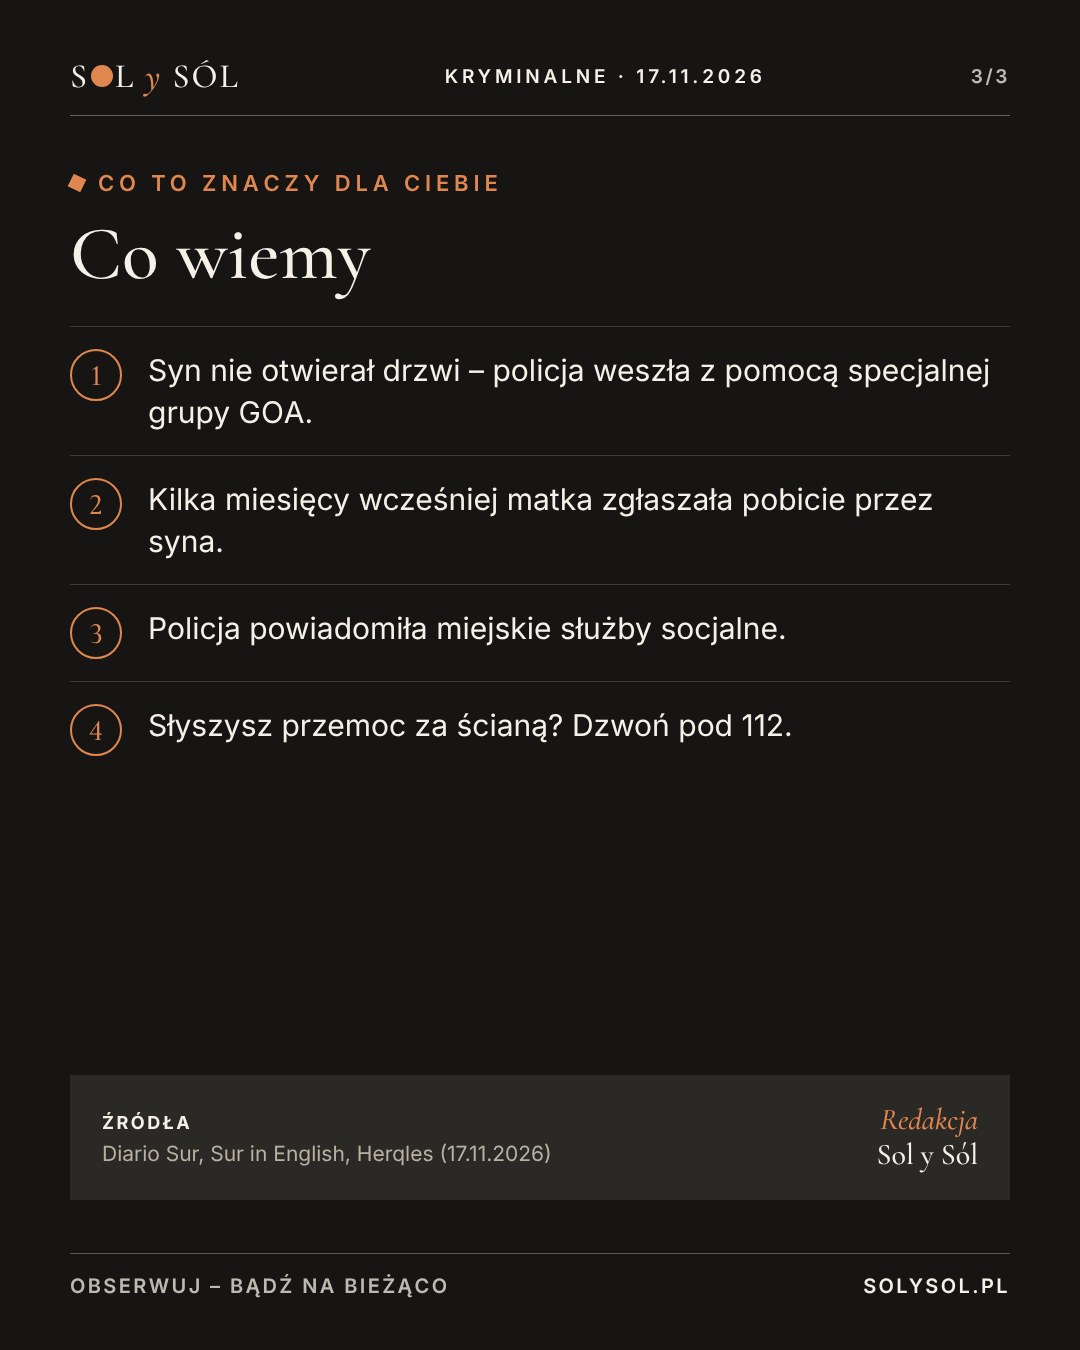 SOL y SÓL
KRYMINALNE · 17.11.2026
3/3
CO TO ZNACZY DLA CIEBIE
Co wiemy
1
Syn nie otwierał drzwi – policja weszła z pomocą specjalnej
grupy GOA.
2
Kilka miesięcy wcześniej matka zgłaszała pobicie przez
syna.
3
Policja powiadomiła miejskie służby socjalne.
4
Słyszysz przemoc za ścianą? Dzwoń pod 112.
ŹRÓDŁA
Diario Sur, Sur in English, Herqles (17.11.2026)
Redakcja
Sol y Sól
OBSERWUJ – BĄDŹ NA BIEŻĄCO
SOLYSOL.PL